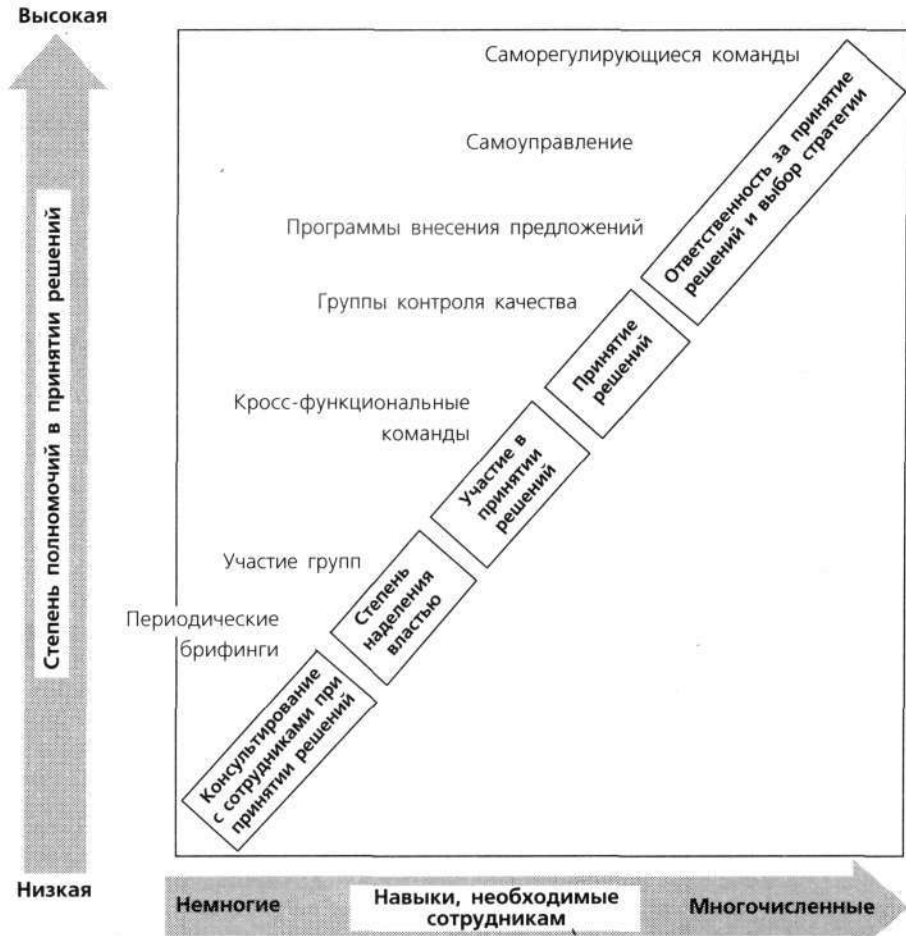 Высокая
Степень полномочий в принятии решений
Низкая
Саморегулирующиеся команды
Самоуправление
Программы внесения предложений
Группы контроля качества
Кросс-функциональные
команды
Участие групп
Периодические
брифинги
Ответственность за принятие
решений и выбор стратегии
Принятие
решений
Участие в
принятии
решений
Степень
наделения
властью
Консультирование
с сотрудниками при
принятии решений
Немногие
Навыки, необходимые
сотрудникам
Многочисленные